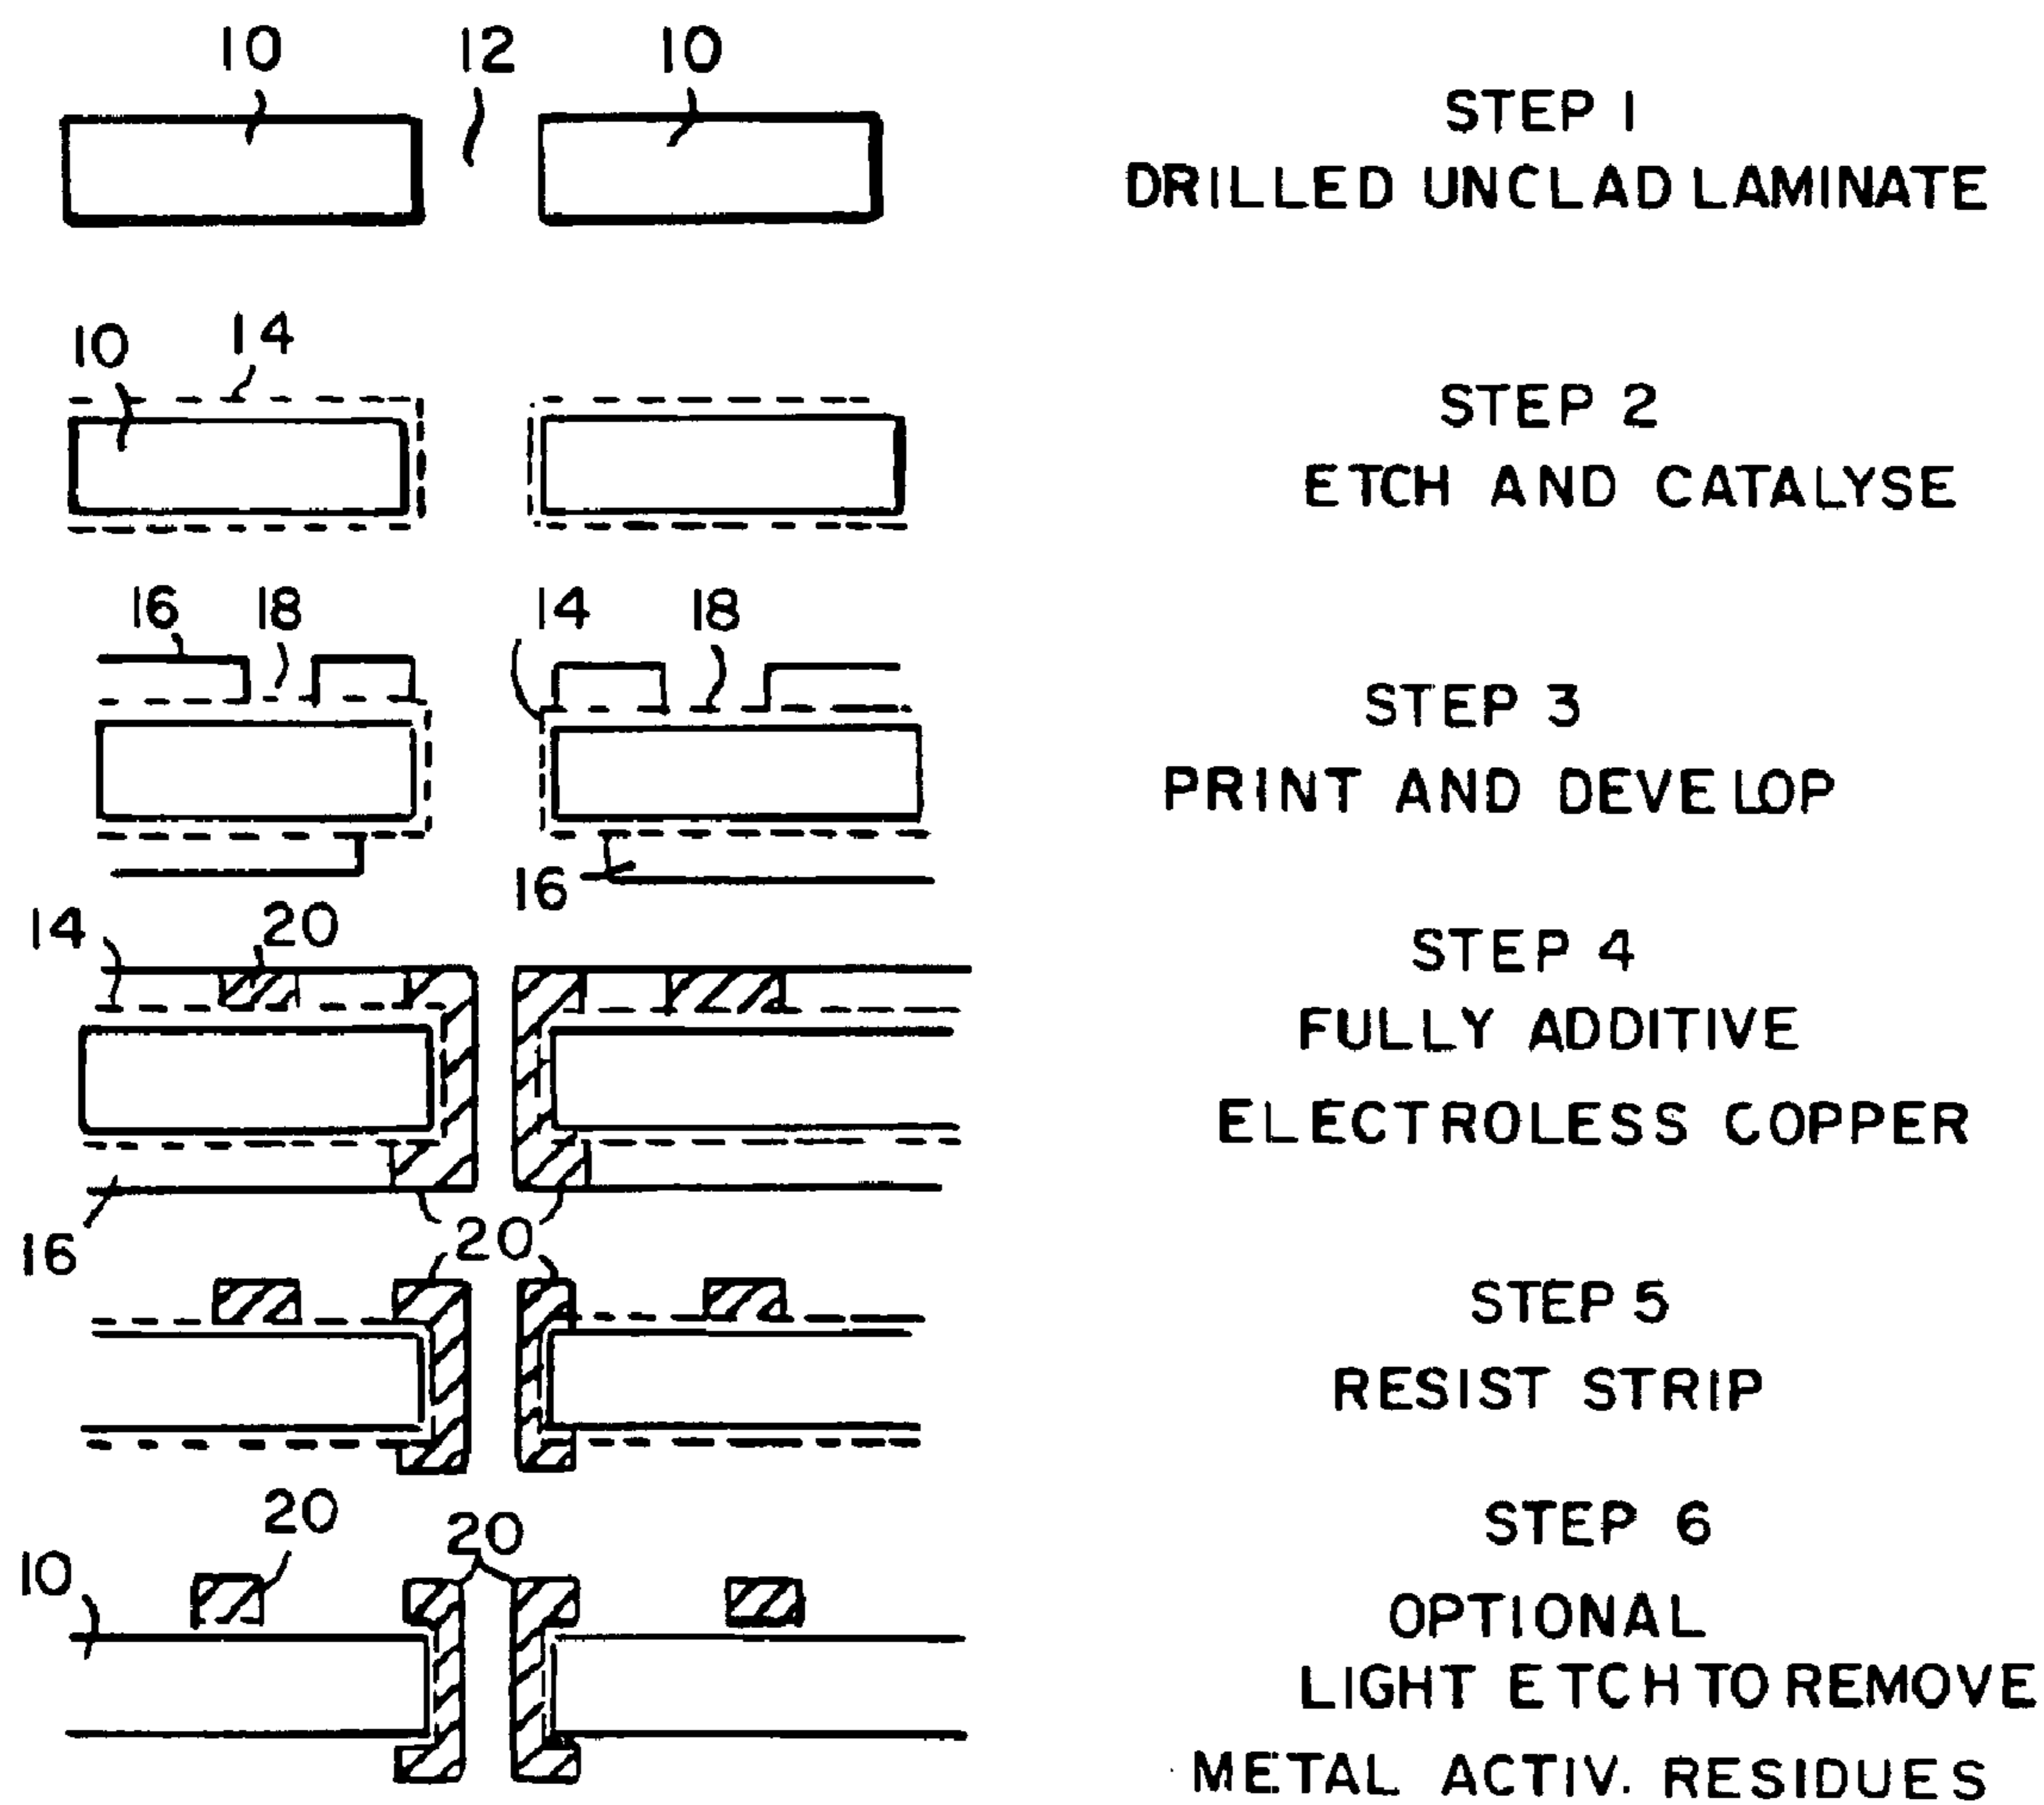 10 12 10
STEP 1
DRILLED UNCLAD LAMINATE
10 14
STEP 2
ETCH AND CATALYSE
16 18 14 18
STEP 3
PRINT AND DEVELOP
16
14 20
STEP 4
FULLY ADDITIVE
ELECTROLESS COPPER
16 20
STEP 5
RESIST STRIP
20 20
STEP 6
10
OPTIONAL
LIGHT ETCH TO REMOVE
METAL ACTIV. RESIDUES